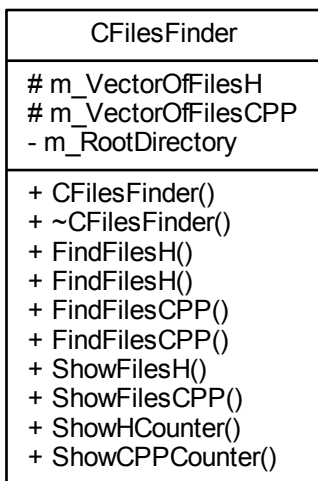 CFilesFinder
# m_VectorOfFilesH
# m_VectorOfFilesCPP
- m_RootDirectory
+ CFilesFinder()
+ ~CFilesFinder()
+ FindFilesH()
+ FindFilesH()
+ FindFilesCPP()
+ FindFilesCPP()
+ ShowFilesH()
+ ShowFilesCPP()
+ ShowHCounter()
+ ShowCPPCounter()